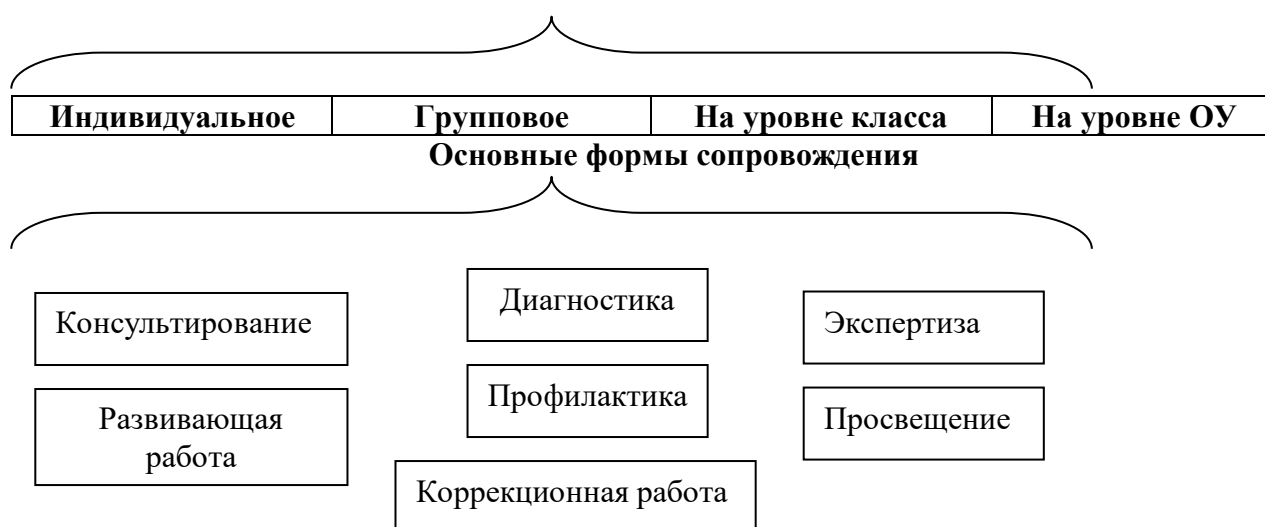 Индивидуальное Групповое На уровне класса На уровне ОУ
Основные формы сопровождения
Консультирование
Диагностика
Экспертиза
Развивающая
работа
Профилактика
Просвещение
Коррекционная работа